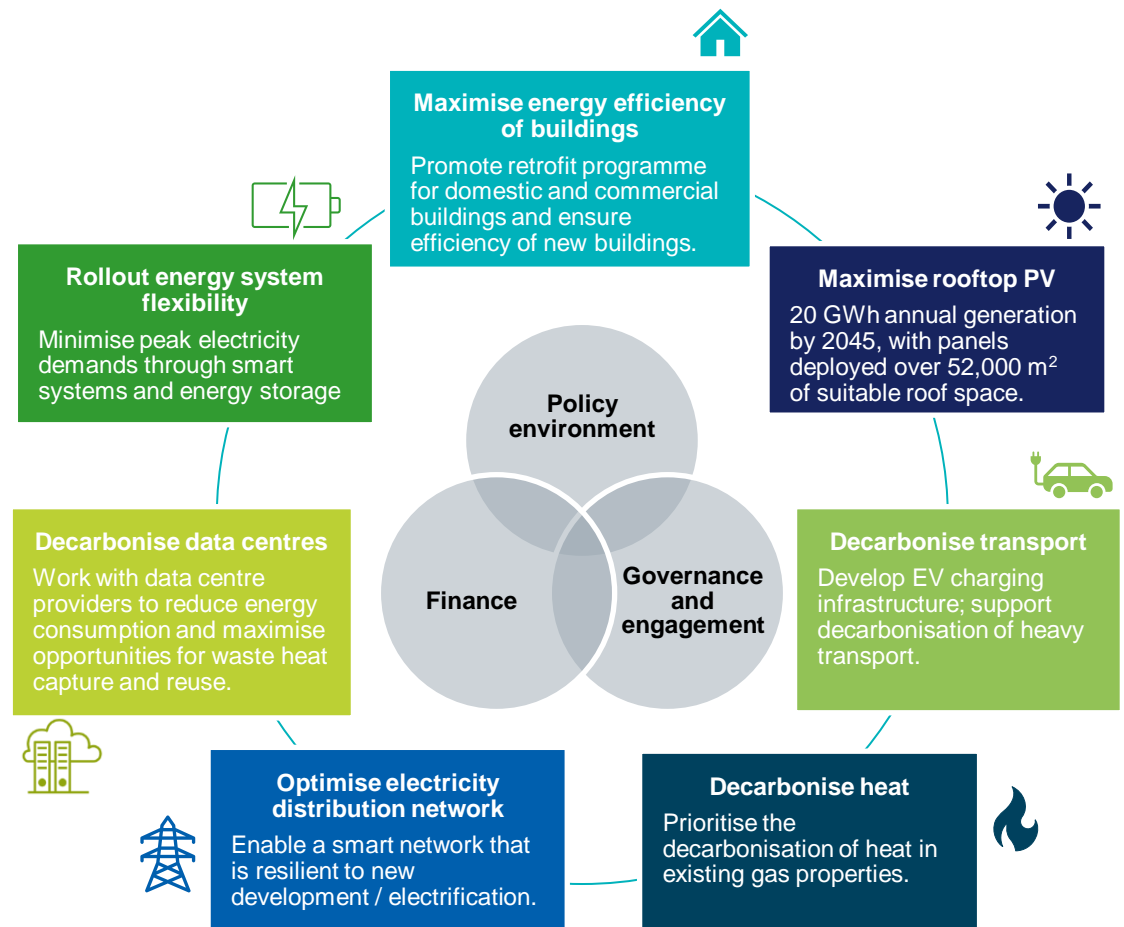 Maximise energy efficiency
of buildings
Promote retrofit programme
for domestic and commercial
buildings and ensure
efficiency of new buildings.
Maximise rooftop PV
20 GWh annual generation
by 2045, with panels
deployed over 52,000 m²
of suitable roof space.
Decarbonise transport
Develop EV charging
infrastructure; support
decarbonisation of heavy
transport.
Decarbonise heat
Prioritise the
decarbonisation of heat in
existing gas properties.
Optimise electricity
distribution network
Enable a smart network that
is resilient to new
development / electrification.
Decarbonise data centres
Work with data centre
providers to reduce energy
consumption and maximise
opportunities for waste heat
capture and reuse.
Rollout energy system
flexibility
Minimise peak electricity
demands through smart
systems and energy storage
Policy
environment
Finance
Governance
and
engagement